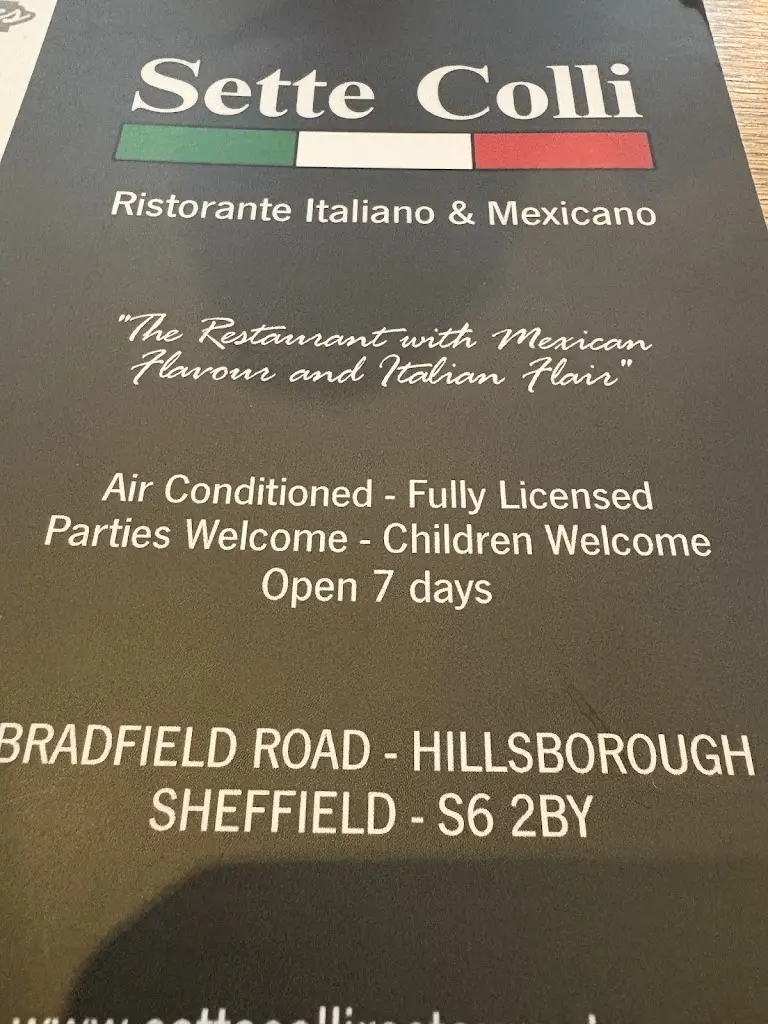 Sette Colli
Ristorante Italiano & Mexicano
"The Restaurant with Mexican
Flavour and Italian Flair"
Air Conditioned - Fully Licensed
Parties Welcome - Children Welcome
Open 7 days
BRADFIELD ROAD - HILLSBOROUGH
SHEFFIELD - S6 2BY